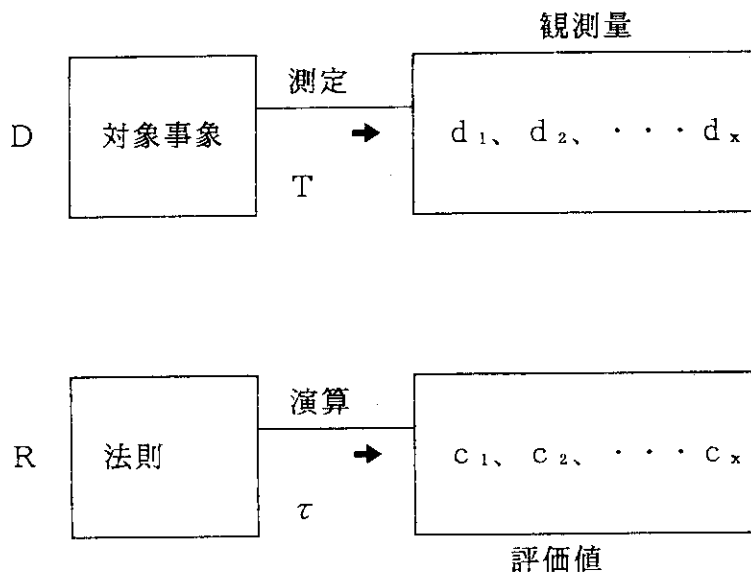 観測量
測定
D
対象事象
➡
d₁、d₂、・・・dₓ
T
演算
R
法則
➡
c₁、c₂、・・・cₓ
τ
評価値